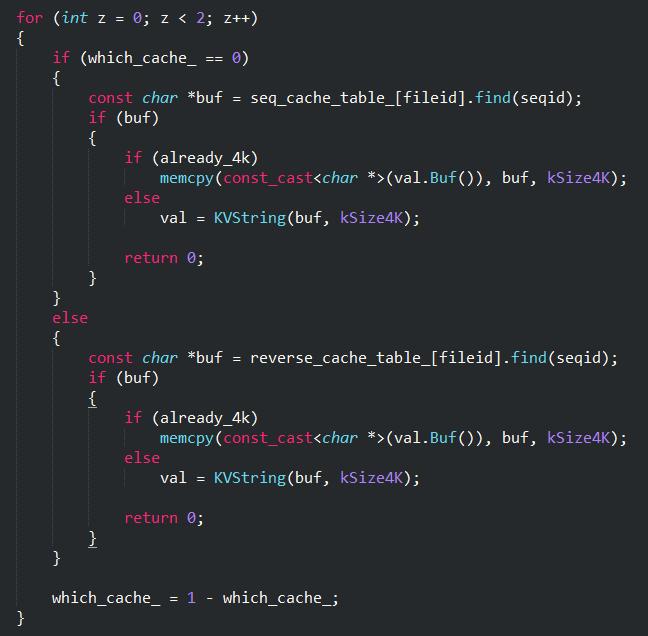 for (int z = 0; z < 2; z++)
{
    if (which_cache_ == 0)
    {
        const char *buf = seq_cache_table_[fileid].find(seqid);
        if (buf)
        {
            if (already_4k)
                memcpy(const_cast<char *>(val.Buf()), buf, kSize4K);
            else
                val = KVString(buf, kSize4K);

            return 0;
        }
    }
    else
    {
        const char *buf = reverse_cache_table_[fileid].find(seqid);
        if (buf)
        {
            if (already_4k)
                memcpy(const_cast<char *>(val.Buf()), buf, kSize4K);
            else
                val = KVString(buf, kSize4K);

            return 0;
        }
    }

    which_cache_ = 1 - which_cache_;
}